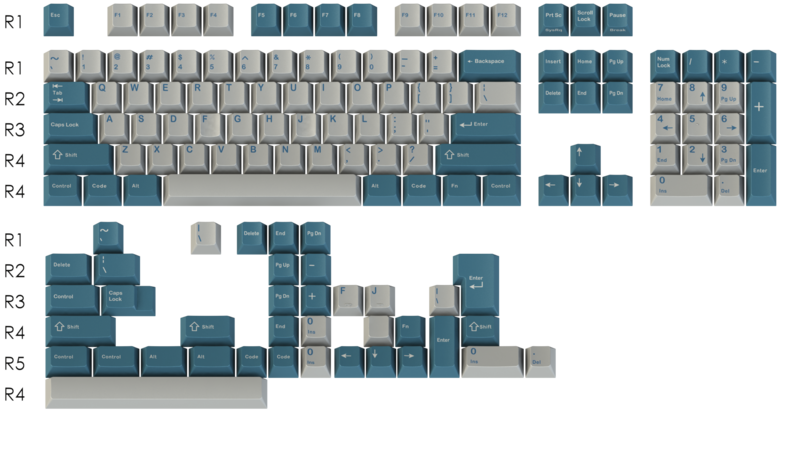 R1 Esc F1 F2 F3 F4 F5 F6 F7 F8 F9 F10 F11 F12 Prt Sc SysRq Scroll Lock Pause Break
R1 ~ ` ! 1 @ 2 # 3 $ 4 % 5 ^ 6 & 7 * 8 ( 9 ) 0 _ - + = ← Backspace Insert Home Pg Up Num Lock / * -
R2 Tab Q W E R T Y U I O P { [ } ] | \ Delete End Pg Dn 7 Home 8 ↑ 9 Pg Up +
R3 Caps Lock A S D F G H J K L : ; " ' Enter 4 ← 5 6 →
R4 Shift Z X C V B N M < , > . ? / Shift ↑ 1 End 2 ↓ 3 Pg Dn Enter
R4 Control Code Alt Alt Code Fn Control ← ↓ → 0 Ins . Del
R1 ~ ` | \ Delete End Pg Dn
R2 Delete | \ Pg Up - Enter
R3 Control Caps Lock Pg Dn + F J | \
R4 Shift Shift End 0 Ins Fn Enter Shift
R5 Control Control Alt Alt Code Code 0 Ins ← ↓ → 0 Ins . Del
R4